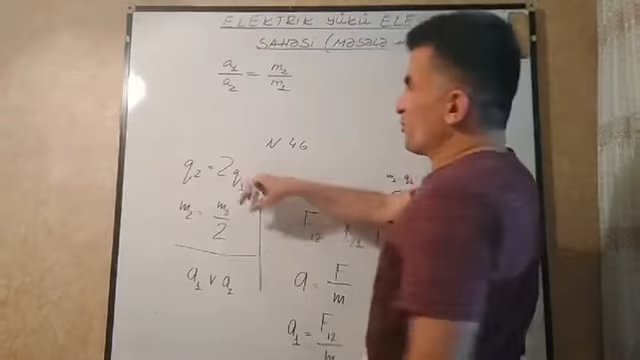 ELEKTRIK YÜKÜ ELE
SAHƏSİ (MƏSƏLƏ
a₁/a₂ = m₂/m₁
N 46
q₂ = 2q₁
m₂ = m₁/2
a₁ v a₂
F₁₂
a = F/m
a₁ = F₁₂/m